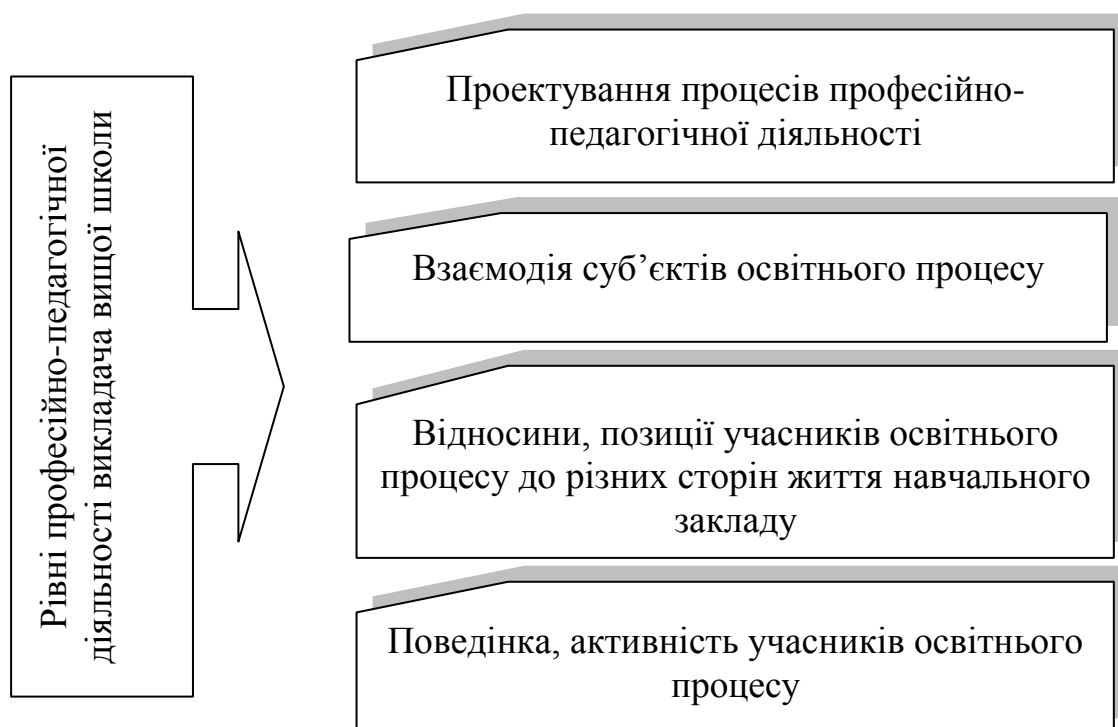 Рівні професійно-педагогічної
діяльності викладача вищої школи
Проектування процесів професійно-
педагогічної діяльності
Взаємодія суб’єктів освітнього процесу
Відносини, позиції учасників освітнього
процесу до різних сторін життя навчального
закладу
Поведінка, активність учасників освітнього
процесу